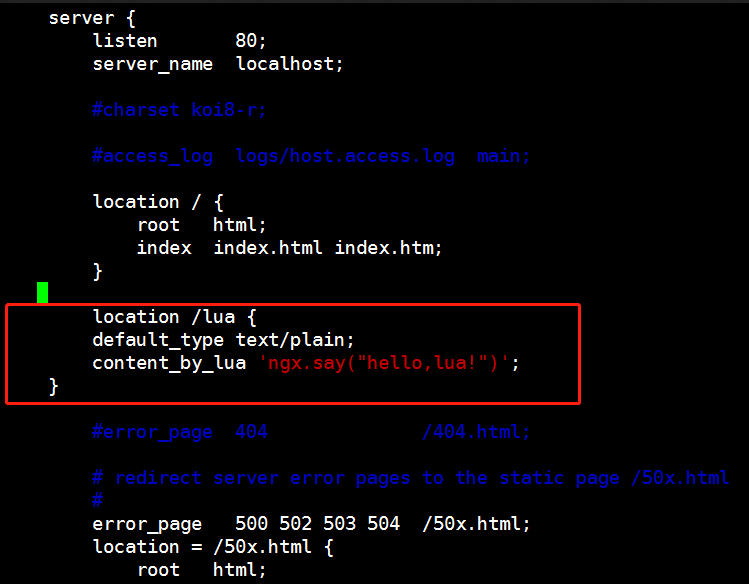 server {
listen       80;
server_name  localhost;
#charset koi8-r;
#access_log  logs/host.access.log  main;
location / {
root   html;
index  index.html index.htm;
}
location /lua {
default_type text/plain;
content_by_lua 'ngx.say("hello,lua!")';
}
#error_page  404              /404.html;
# redirect server error pages to the static page /50x.html
#
error_page   500 502 503 504  /50x.html;
location = /50x.html {
root   html;